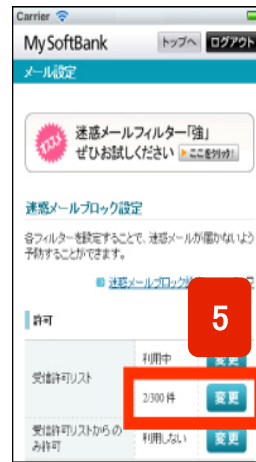 Carrier
My SoftBank
トップへ
ログアウト
メール設定
オススメ
迷惑メールフィルター「強」
ぜひお試しください
ここをクリック!
迷惑メールブロック設定
各フィルターを設定することで、迷惑メールが届かないよう
予防することができます。
迷惑メールブロック
許可
5
受信許可リスト
利用中
変更
2/300 件
変更
受信許可リストからの
み許可
利用しない
変更